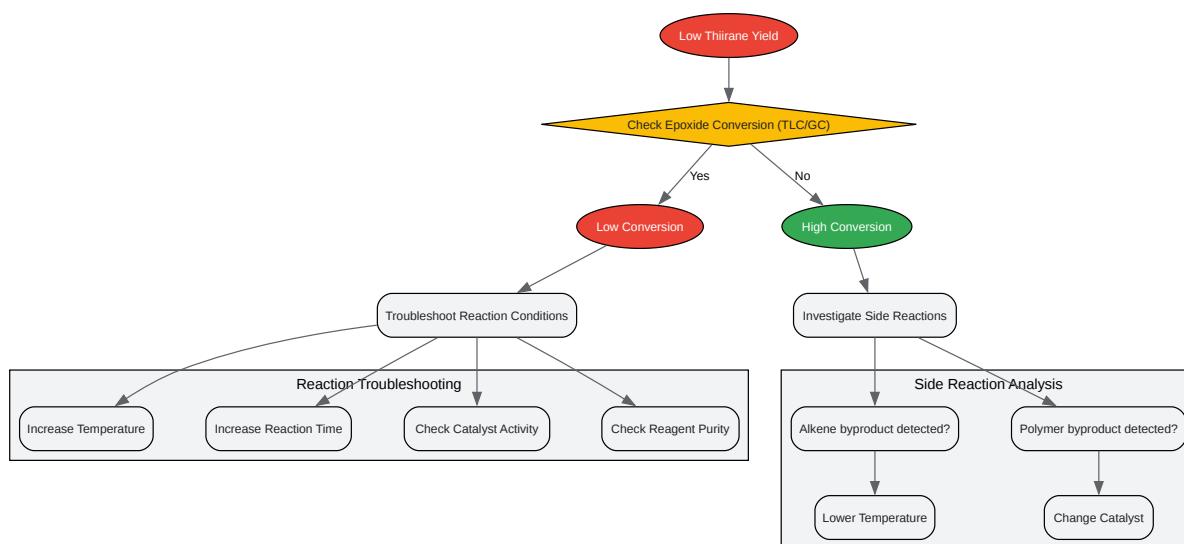 Low Thiirane Yield
Check Epoxide Conversion (TLC/GC)
Yes
No
Low Conversion
High Conversion
Troubleshoot Reaction Conditions
Investigate Side Reactions
Reaction Troubleshooting
Side Reaction Analysis
Increase Temperature
Increase Reaction Time
Check Catalyst Activity
Check Reagent Purity
Alkene byproduct detected?
Polymer byproduct detected?
Lower Temperature
Change Catalyst